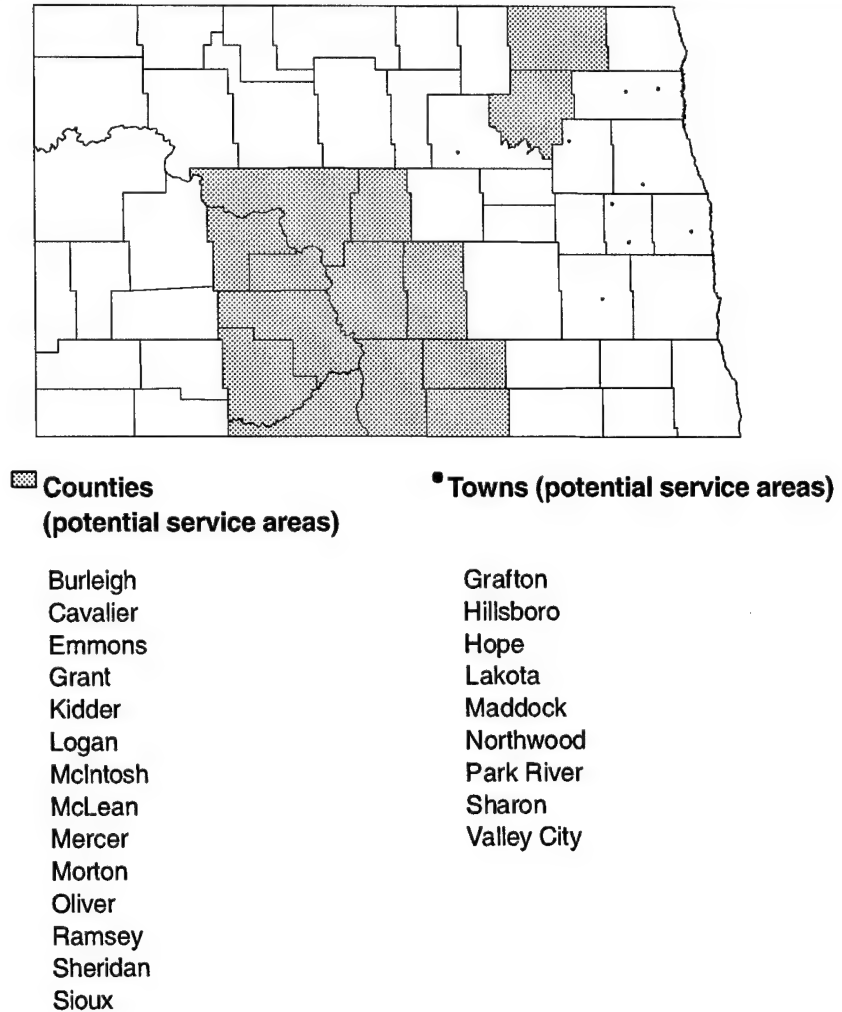 Counties
(potential service areas)
Burleigh
Cavalier
Emmons
Grant
Kidder
Logan
McIntosh
McLean
Mercer
Morton
Oliver
Ramsey
Sheridan
Sioux
Towns (potential service areas)
Grafton
Hillsboro
Hope
Lakota
Maddock
Northwood
Park River
Sharon
Valley City